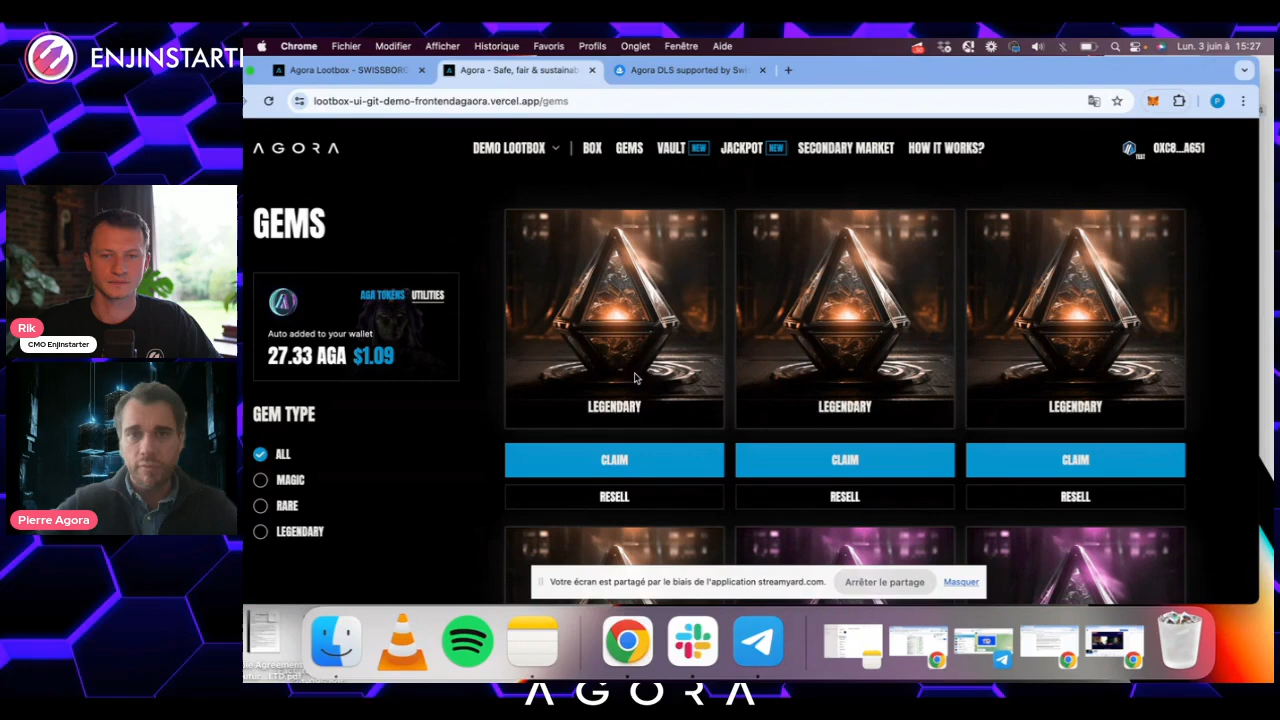 ENJINSTARTE
Chrome Fichier Modifier Afficher Historique Favoris Profils Onglet Fenêtre Aide
Lun. 3 juin à 15:27
Agora Lootbox - SWISSBORG
Agora - Safe, fair & sustainab
Agora DLS supported by Swi
lootbox-ui-git-demo-frontendagaora.vercel.app/gems
AGORA
DEMO LOOTBOX
BOX
GEMS
VAULT NEW
JACKPOT NEW
SECONDARY MARKET
HOW IT WORKS?
TEST
0XC8...A651
GEMS
AGA TOKENS UTILITIES
Auto added to your wallet
27.33 AGA $1.09
GEM TYPE
ALL
MAGIC
RARE
LEGENDARY
LEGENDARY LEGENDARY LEGENDARY
CLAIM CLAIM CLAIM
RESELL RESELL RESELL
Votre écran est partagé par le biais de l'application streamyard.com.
Arrêter le partage
Masquer
Rik
CMO Enjinstarter
Pierre Agora
AGORA